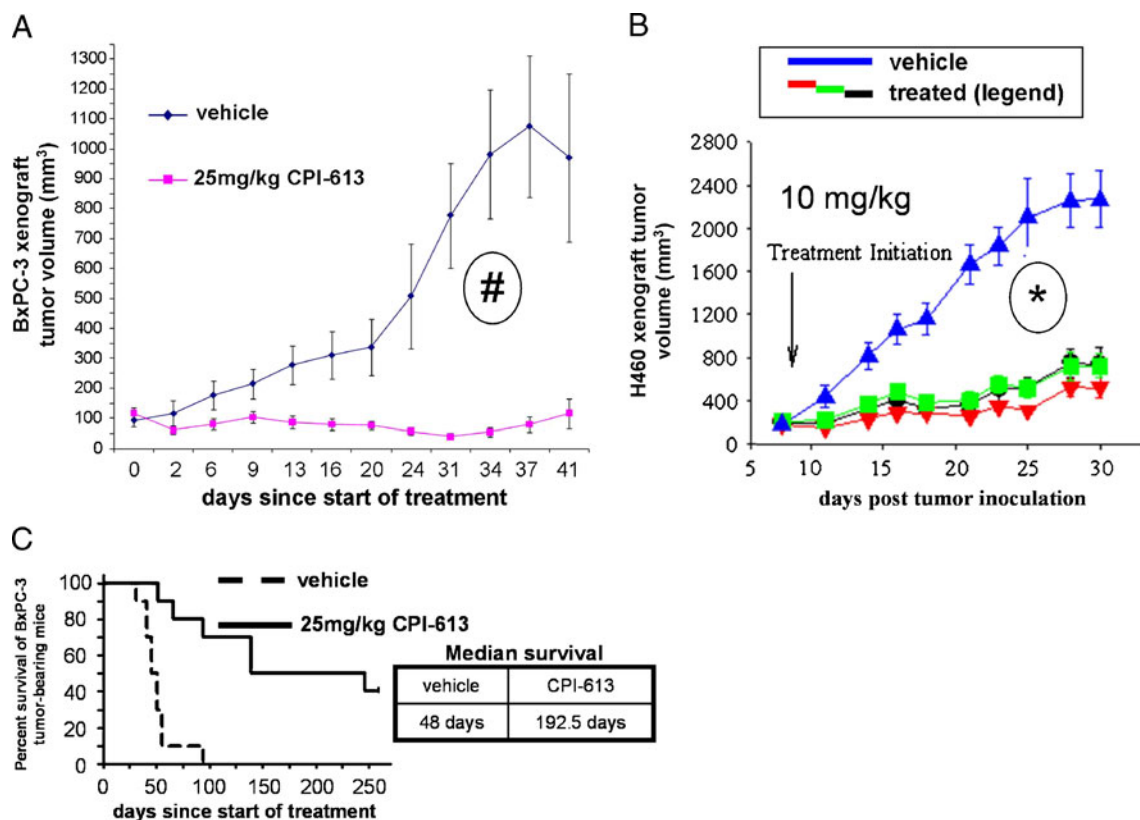 A
BxPC-3 xenograft
tumor volume (mm³)
1300
1200
1100
1000
900
800
700
600
500
400
300
200
100
0
vehicle
25mg/kg CPI-613
#
0 2 6 9 13 16 20 24 31 34 37 41
days since start of treatment
B
vehicle
treated (legend)
H460 xenograft tumor
volume (mm³)
2800
2400
2000
1600
1200
800
400
0
10 mg/kg
Treatment Initiation
*
5 10 15 20 25 30
days post tumor inoculation
C
Percent survival of BxPC-3
tumor-bearing mice
100
80
60
40
20
0
vehicle
25mg/kg CPI-613
Median survival
vehicle CPI-613
48 days 192.5 days
0 50 100 150 200 250
days since start of treatment